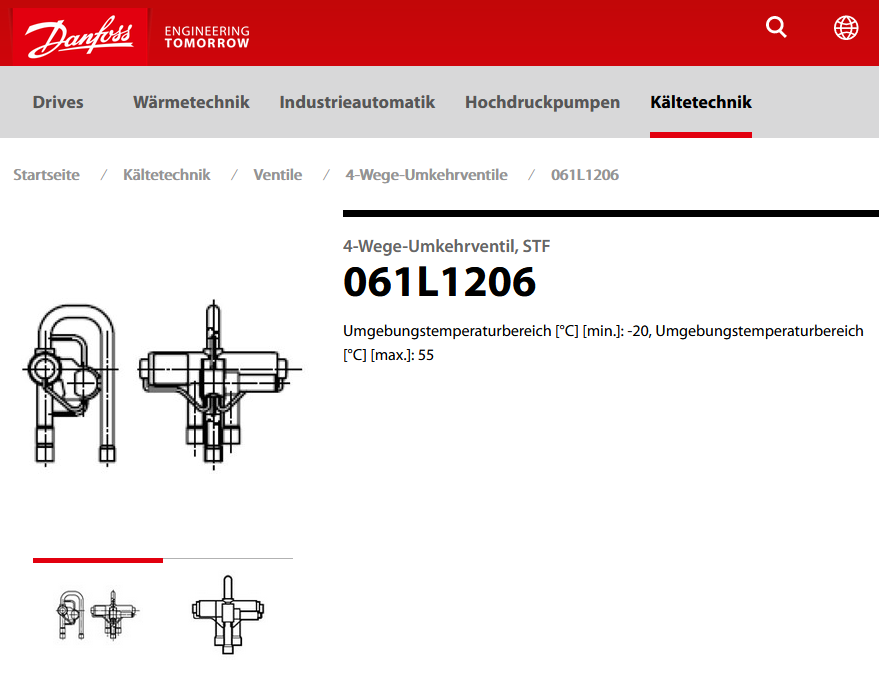 Danfoss
ENGINEERING
TOMORROW
Drives Wärmetechnik Industrieautomatik Hochdruckpumpen Kältetechnik
Startseite / Kältetechnik / Ventile / 4-Wege-Umkehrventile / 061L1206
4-Wege-Umkehrventil, STF
061L1206
Umgebungstemperaturbereich [°C] [min.]: -20, Umgebungstemperaturbereich
[°C] [max.]: 55